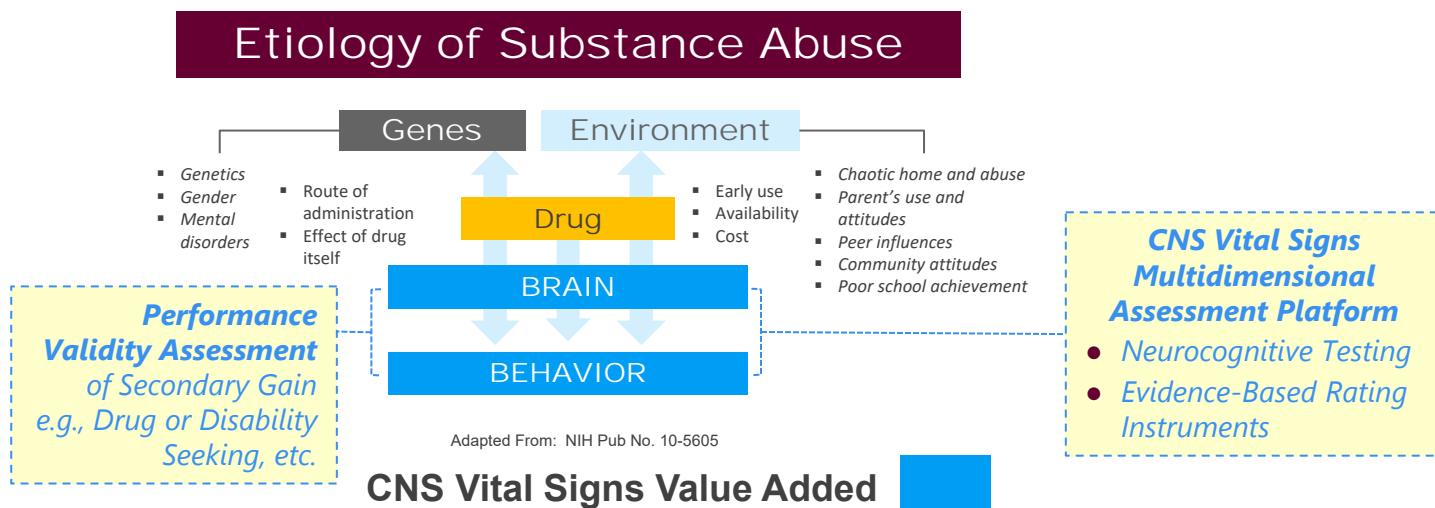 Etiology of Substance Abuse
Genes
Environment
▪ Genetics
▪ Gender
▪ Mental
disorders
▪ Route of
administration
▪ Effect of drug
itself
Drug
▪ Early use
▪ Availability
▪ Cost
▪ Chaotic home and abuse
▪ Parent's use and
attitudes
▪ Peer influences
▪ Community attitudes
▪ Poor school achievement
BRAIN
BEHAVIOR
Performance
Validity Assessment
of Secondary Gain
e.g., Drug or Disability
Seeking, etc.
CNS Vital Signs
Multidimensional
Assessment Platform
● Neurocognitive Testing
● Evidence-Based Rating
Instruments
Adapted From: NIH Pub No. 10-5605
CNS Vital Signs Value Added